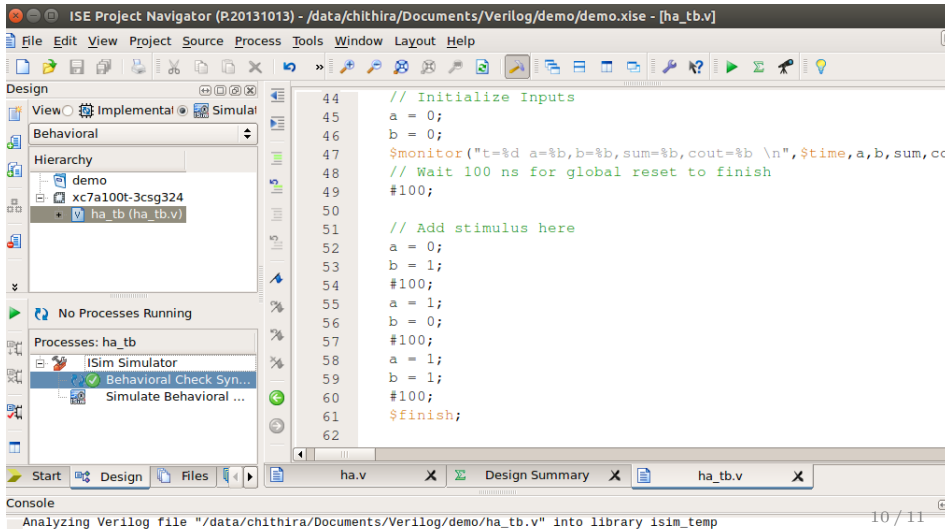 ISE Project Navigator (P.20131013) - /data/chithira/Documents/Verilog/demo/demo.xise - [ha_tb.v]
File Edit View Project Source Process Tools Window Layout Help
Design
View Implementat Simulat
Behavioral
Hierarchy
demo
xc7a100t-3csg324
ha_tb (ha_tb.v)
No Processes Running
Processes: ha_tb
ISim Simulator
Behavioral Check Syn...
Simulate Behavioral ...
Start Design Files
44 // Initialize Inputs
45 a = 0;
46 b = 0;
47 $monitor("t=%d a=%b,b=%b,sum=%b,cout=%b \n",$time,a,b,sum,co
48 // Wait 100 ns for global reset to finish
49 #100;
50
51 // Add stimulus here
52 a = 0;
53 b = 1;
54 #100;
55 a = 1;
56 b = 0;
57 #100;
58 a = 1;
59 b = 1;
60 #100;
61 $finish;
62
ha.v Design Summary ha_tb.v
Console
Analyzing Verilog file "/data/chithira/Documents/Verilog/demo/ha_tb.v" into library isim_temp
10 / 11